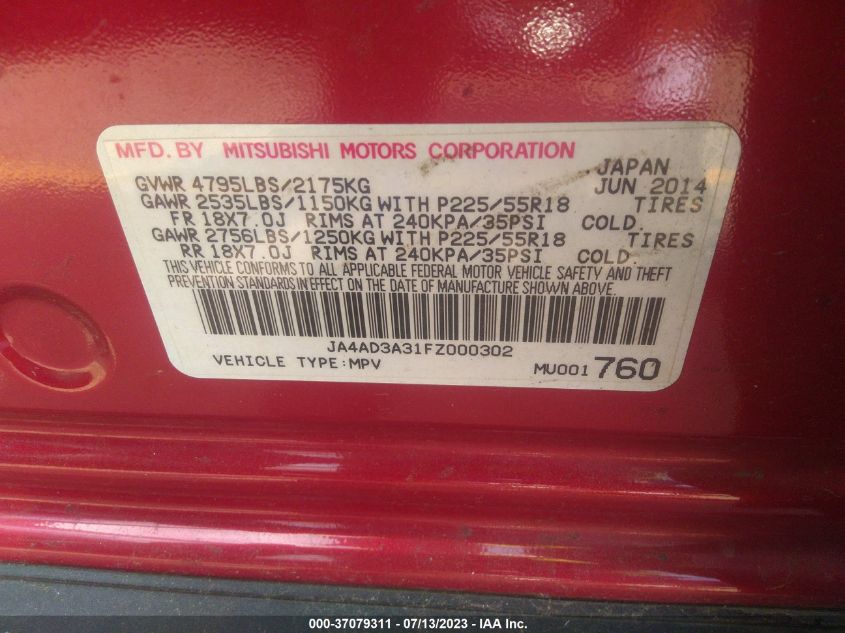 MFD. BY MITSUBISHI MOTORS CORPORATION
JAPAN
GVWR 4795LBS/2175KG JUN 2014
GAWR 2535LBS/1150KG WITH P225/55R18 TIRES
FR 18X7.0J RIMS AT 240KPA/35PSI COLD.
GAWR 2756LBS/1250KG WITH P225/55R18 TIRES
RR 18X7.0J RIMS AT 240KPA/35PSI COLD.
THIS VEHICLE CONFORMS TO ALL APPLICABLE FEDERAL MOTOR VEHICLE SAFETY AND THEFT
PREVENTION STANDARDS IN EFFECT ON THE DATE OF MANUFACTURE SHOWN ABOVE.
JA4AD3A31FZ000302
VEHICLE TYPE:MPV MU001 760
000-37079311 - 07/13/2023 - IAA Inc.